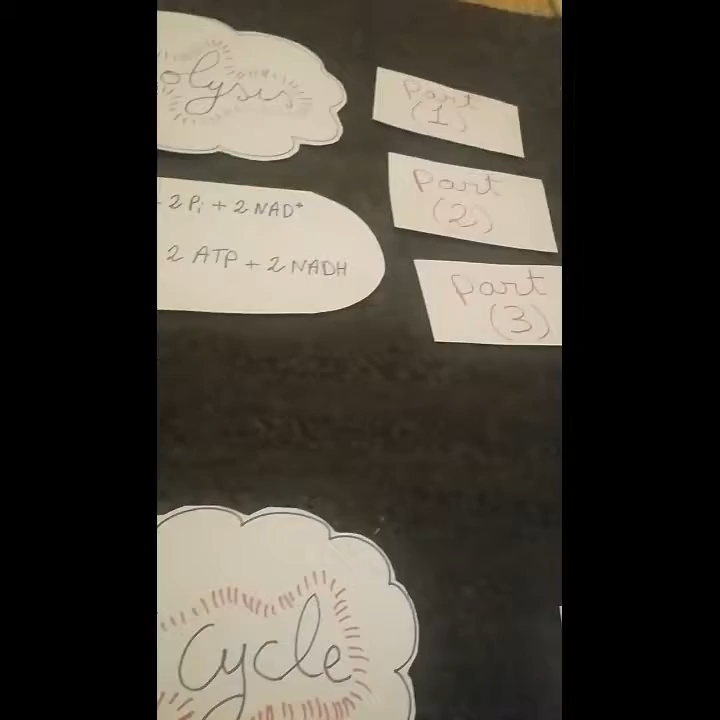 olysis
Part
(1)
Part
(2)
2 Pi + 2 NAD+
2 ATP + 2 NADH
Part
(3)
Cycle